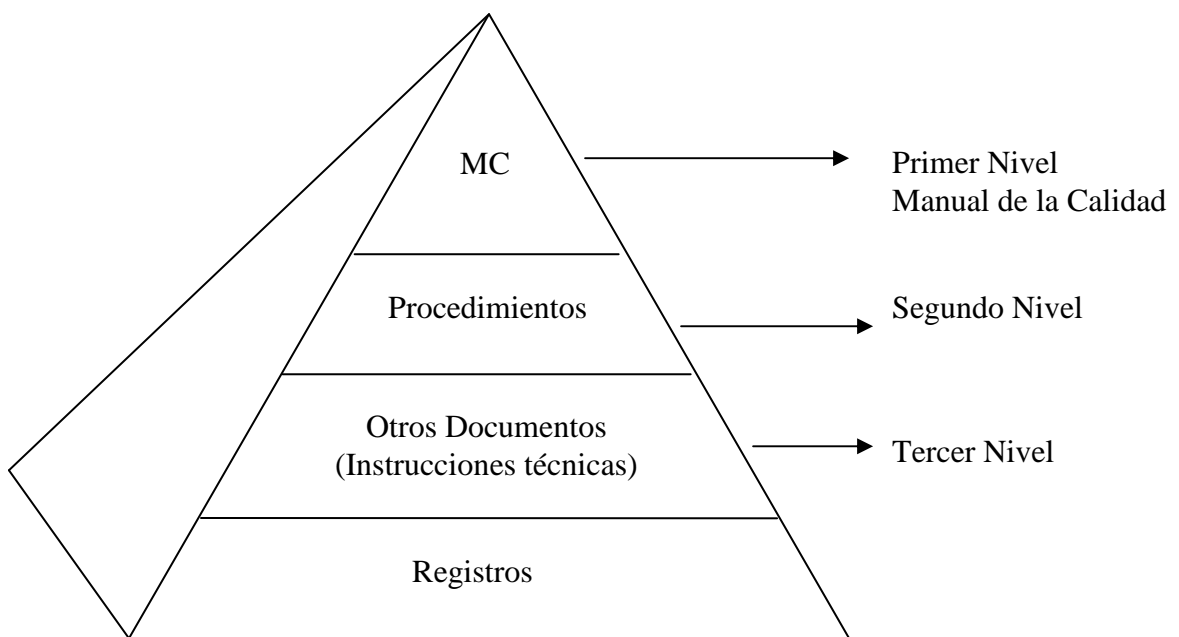 MC
Primer Nivel
Manual de la Calidad
Procedimientos
Segundo Nivel
Otros Documentos
(Instrucciones técnicas)
Tercer Nivel
Registros